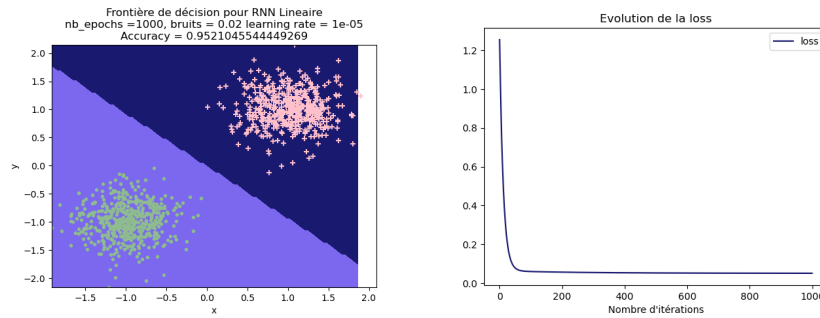 Frontière de décision pour RNN Lineaire
nb_epochs =1000, bruits = 0.02 learning rate = 1e-05
Accuracy = 0.9521045544449269
2.0
1.5
1.0
0.5
0.0
−0.5
−1.0
−1.5
−2.0
y
−1.5 −1.0 −0.5 0.0 0.5 1.0 1.5 2.0
x
Evolution de la loss
loss
1.2
1.0
0.8
0.6
0.4
0.2
0.0
0 200 400 600 800 1000
Nombre d'itérations